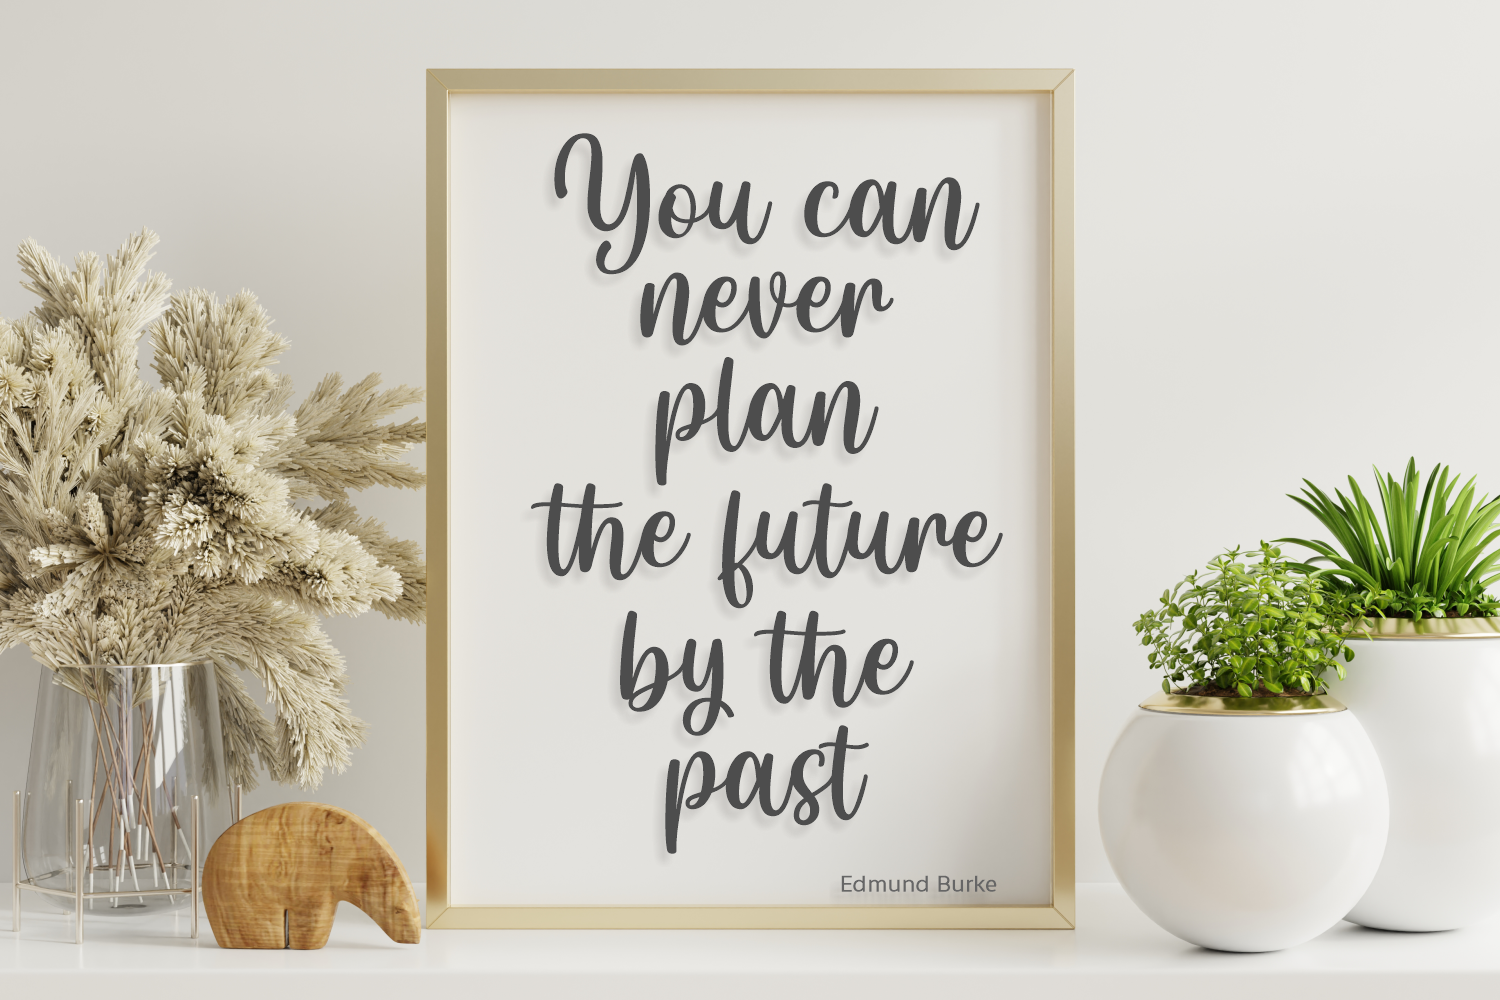 You can
never
plan
the future
by the
past
Edmund Burke